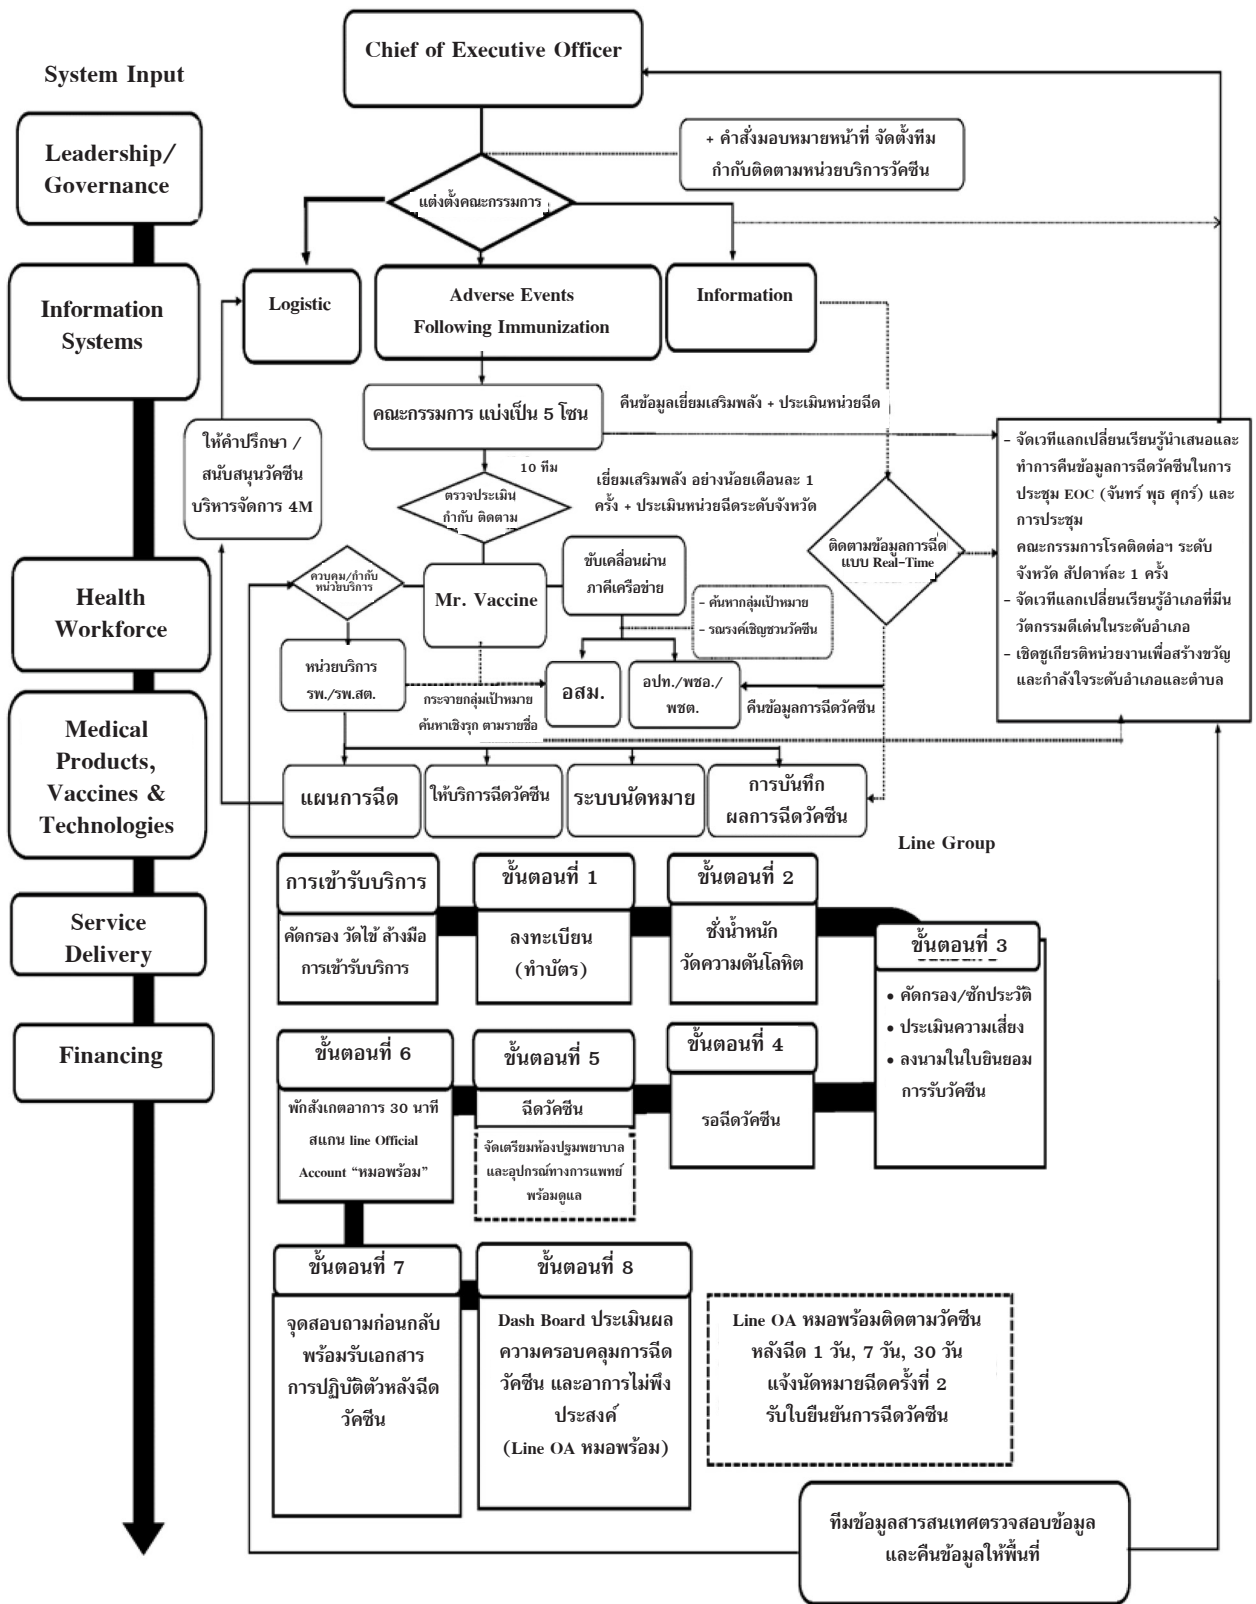 Chief of Executive Officer
System Input
Leadership/
Governance
+ คำสั่งมอบหมายหน้าที่ จัดตั้งทีม
กำกับติดตามหน่วยบริการวัคซีน
แต่งตั้งคณะกรรมการ
Information
Systems
Logistic
Adverse Events
Following Immunization
Information
คณะกรรมการ แบ่งเป็น 5 โซน
คืนข้อมูลเยี่ยมเสริมพลัง + ประเมินหน่วยฉีด
ให้คำปรึกษา /
สนับสนุนวัคซีน
บริหารจัดการ 4M
10 ทีม
ตรวจประเมิน
กำกับ ติดตาม
เยี่ยมเสริมพลัง อย่างน้อยเดือนละ 1
ครั้ง + ประเมินหน่วยฉีดระดับจังหวัด
ติดตามข้อมูลการฉีด
แบบ Real-Time
– จัดเวทีแลกเปลี่ยนเรียนรู้นำเสนอและ
ทำการคืนข้อมูลการฉีดวัคซีนในการ
ประชุม EOC (จันทร์ พุธ ศุกร์) และ
การประชุม
คณะกรรมการโรคติดต่อฯ ระดับ
จังหวัด สัปดาห์ละ 1 ครั้ง
– จัดเวทีแลกเปลี่ยนเรียนรู้อำเภอที่มีน
วัตกรรมดีเด่นในระดับอำเภอ
– เชิดชูเกียรติหน่วยงานเพื่อสร้างขวัญ
และกำลังใจระดับอำเภอและตำบล
Health
Workforce
ควบคุม/กำกับ
หน่วยบริการ
Mr. Vaccine
ขับเคลื่อนผ่าน
ภาคีเครือข่าย
– ค้นหากลุ่มเป้าหมาย
– รณรงค์เชิญชวนวัคซีน
หน่วยบริการ
รพ./รพ.สต.
กระจายกลุ่มเป้าหมาย
ค้นหาเชิงรุก ตามรายชื่อ
อสม.
อปท./พชอ./
พชต.
คืนข้อมูลการฉีดวัคซีน
Medical
Products,
Vaccines &
Technologies
แผนการฉีด
ให้บริการฉีดวัคซีน
ระบบนัดหมาย
การบันทึก
ผลการฉีดวัคซีน
Line Group
การเข้ารับบริการ
คัดกรอง วัดไข้ ล้างมือ
การเข้ารับบริการ
ขั้นตอนที่ 1
ลงทะเบียน
(ทำบัตร)
ขั้นตอนที่ 2
ชั่งน้ำหนัก
วัดความดันโลหิต
Service
Delivery
ขั้นตอนที่ 3
• คัดกรอง/ซักประวัติ
• ประเมินความเสี่ยง
• ลงนามในใบยินยอม
การรับวัคซีน
Financing
ขั้นตอนที่ 6
พักสังเกตอาการ 30 นาที
สแกน line Official
Account “หมอพร้อม”
ขั้นตอนที่ 5
ฉีดวัคซีน
จัดเตรียมห้องปฐมพยาบาล
และอุปกรณ์ทางการแพทย์
พร้อมดูแล
ขั้นตอนที่ 4
รอฉีดวัคซีน
ขั้นตอนที่ 7
จุดสอบถามก่อนกลับ
พร้อมรับเอกสาร
การปฏิบัติตัวหลังฉีด
วัคซีน
ขั้นตอนที่ 8
Dash Board ประเมินผล
ความครอบคลุมการฉีด
วัคซีน และอาการไม่พึง
ประสงค์
(Line OA หมอพร้อม)
Line OA หมอพร้อมติดตามวัคซีน
หลังฉีด 1 วัน, 7 วัน, 30 วัน
แจ้งนัดหมายฉีดครั้งที่ 2
รับใบยืนยันการฉีดวัคซีน
ทีมข้อมูลสารสนเทศตรวจสอบข้อมูล
และคืนข้อมูลให้พื้นที่